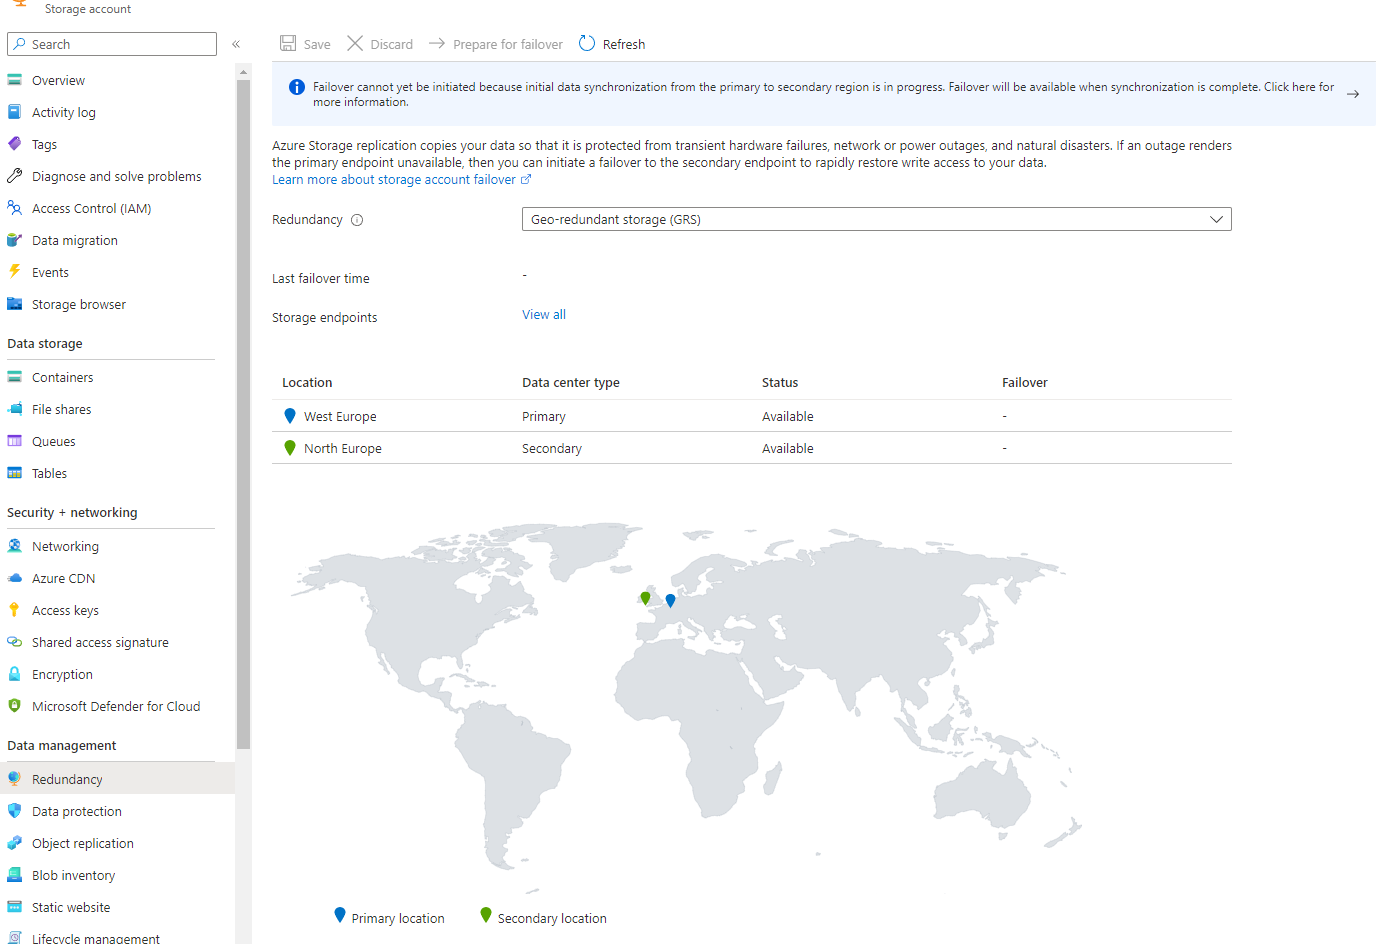 Storage account
Search
«
Save
Discard
Prepare for failover
Refresh
Overview
Activity log
Tags
Diagnose and solve problems
Access Control (IAM)
Data migration
Events
Storage browser
Data storage
Containers
File shares
Queues
Tables
Security + networking
Networking
Azure CDN
Access keys
Shared access signature
Encryption
Microsoft Defender for Cloud
Data management
Redundancy
Data protection
Object replication
Blob inventory
Static website
Lifecycle management
Failover cannot yet be initiated because initial data synchronization from the primary to secondary region is in progress. Failover will be available when synchronization is complete. Click here for
more information.
Azure Storage replication copies your data so that it is protected from transient hardware failures, network or power outages, and natural disasters. If an outage renders
the primary endpoint unavailable, then you can initiate a failover to the secondary endpoint to rapidly restore write access to your data.
Learn more about storage account failover
Redundancy
Geo-redundant storage (GRS)
Last failover time
-
Storage endpoints
View all
Location Data center type Status Failover
West Europe Primary Available -
North Europe Secondary Available -
Primary location
Secondary location